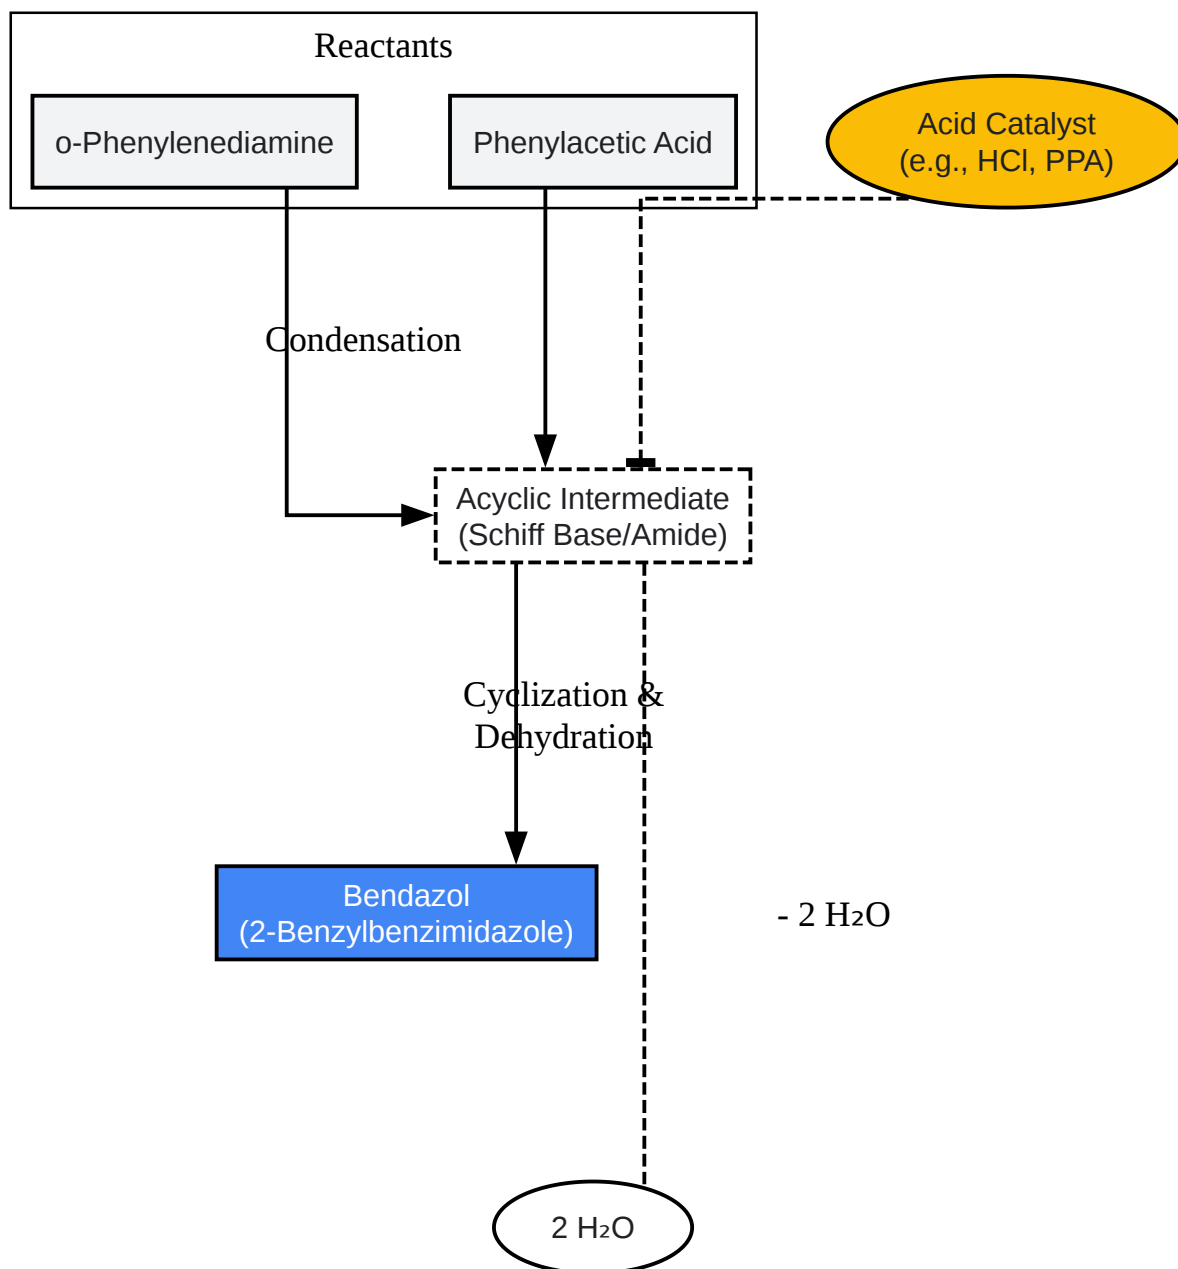 Reactants
o-Phenylenediamine
Phenylacetic Acid
Acid Catalyst
(e.g., HCl, PPA)
Condensation
Acyclic Intermediate
(Schiff Base/Amide)
Cyclization &
Dehydration
Bendazol
(2-Benzylbenzimidazole)
- 2 H₂O
2 H₂O